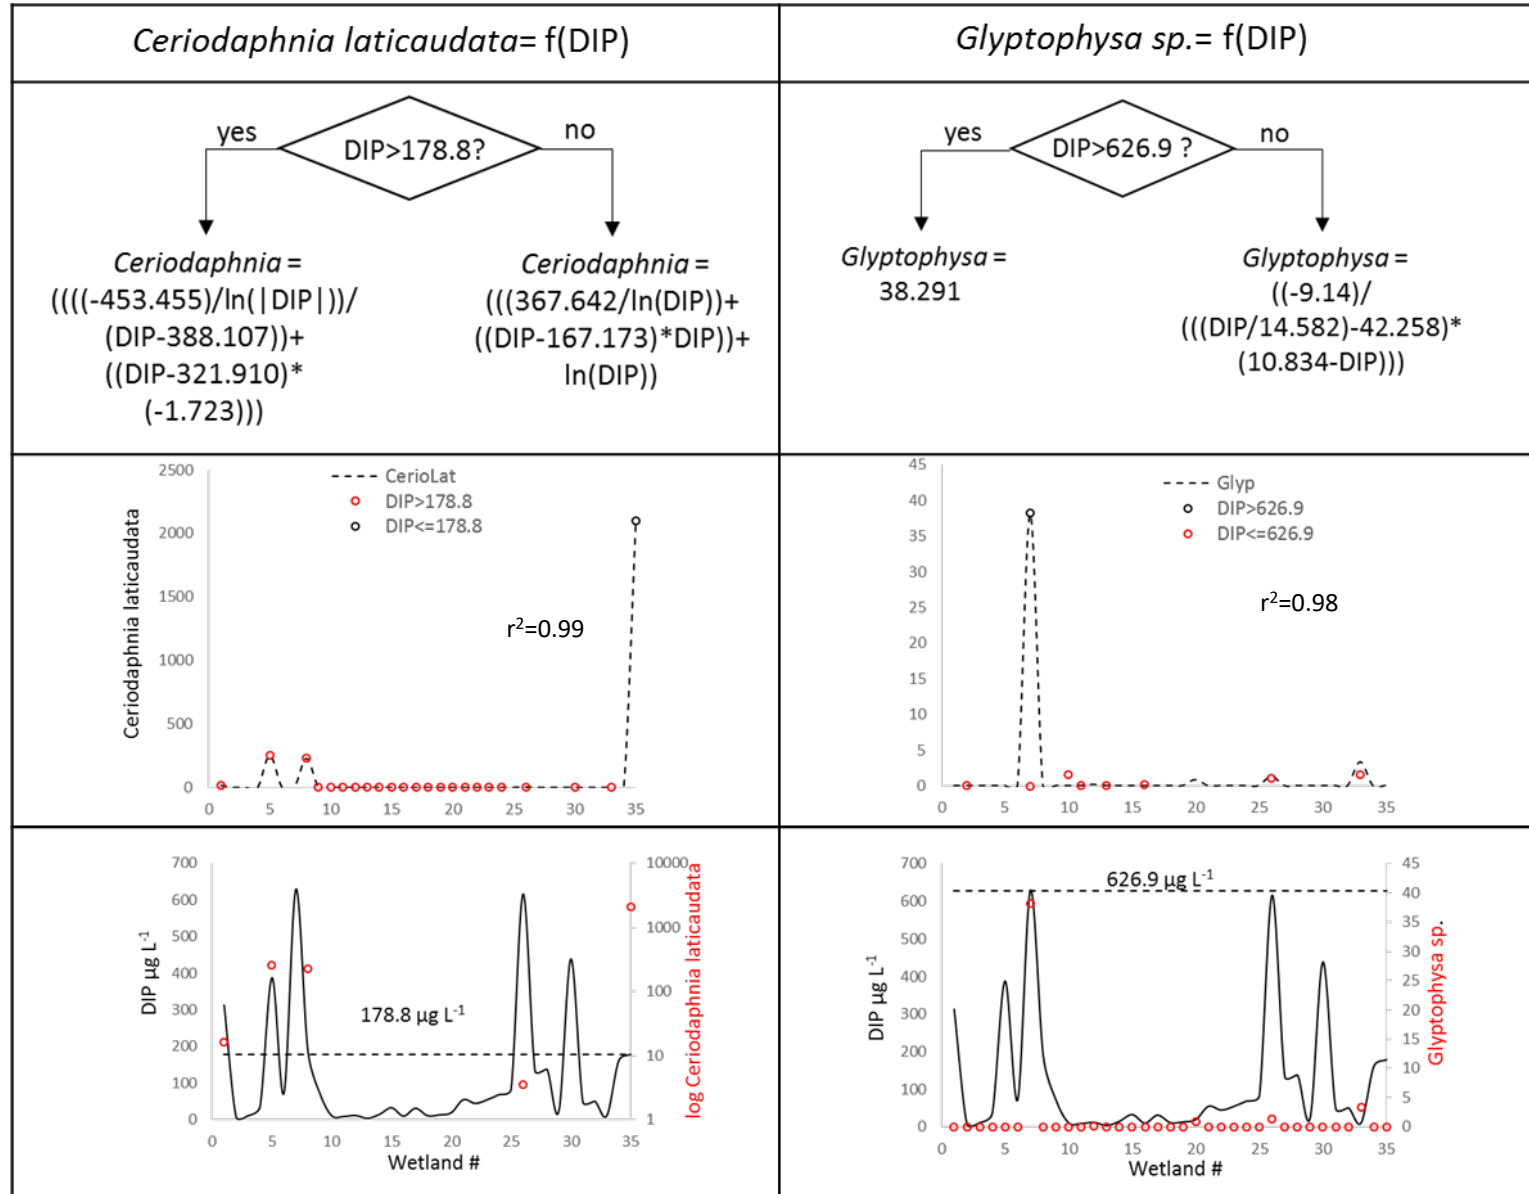 Ceriodaphnia laticaudata= f(DIP)
Glyptophysa sp.= f(DIP)
yes
DIP>178.8?
no
Ceriodaphnia =
((((-453.455)/ln(|DIP|))/
(DIP-388.107))+
((DIP-321.910)*
(-1.723)))
Ceriodaphnia =
(((367.642/ln(DIP))+
((DIP-167.173)*DIP))+
ln(DIP))
yes
DIP>626.9 ?
no
Glyptophysa =
38.291
Glyptophysa =
((-9.14)/
(((DIP/14.582)-42.258)*
(10.834-DIP)))
Ceriodaphnia laticaudata
2500
2000
1500
1000
500
0
CerioLat
DIP>178.8
DIP<=178.8
r²=0.99
0 5 10 15 20 25 30 35
45
40
35
30
25
20
15
10
5
0
Glyp
DIP>626.9
DIP<=626.9
r²=0.98
0 5 10 15 20 25 30 35
DIP µg L⁻¹
700
600
500
400
300
200
100
0
178.8 µg L⁻¹
10000
1000
100
10
1
log Ceriodaphnia laticaudata
0 5 10 15 20 25 30 35
Wetland #
DIP µg L⁻¹
700
600
500
400
300
200
100
0
626.9 µg L⁻¹
45
40
35
30
25
20
15
10
5
0
Glyptophysa sp.
0 5 10 15 20 25 30 35
Wetland #